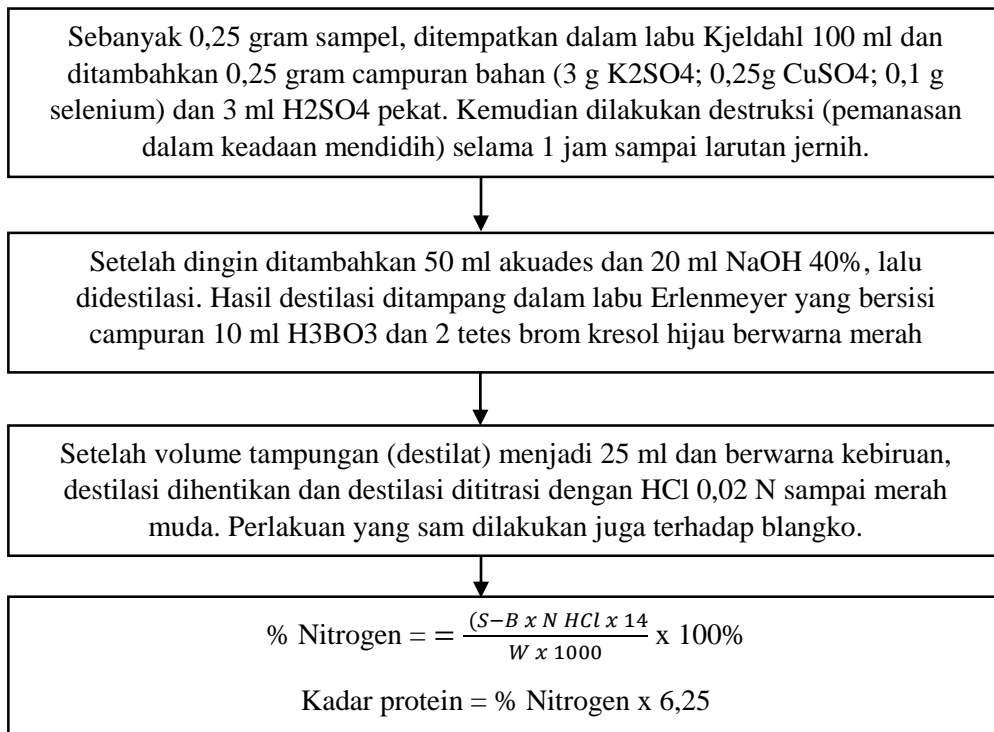 Sebanyak 0,25 gram sampel, ditempatkan dalam labu Kjeldahl 100 ml dan
ditambahkan 0,25 gram campuran bahan (3 g K2SO4; 0,25g CuSO4; 0,1 g
selenium) dan 3 ml H2SO4 pekat. Kemudian dilakukan destruksi (pemanasan
dalam keadaan mendidih) selama 1 jam sampai larutan jernih.
Setelah dingin ditambahkan 50 ml akuades dan 20 ml NaOH 40%, lalu
didestilasi. Hasil destilasi ditampang dalam labu Erlenmeyer yang bersisi
campuran 10 ml H3BO3 dan 2 tetes brom kresol hijau berwarna merah
Setelah volume tampungan (destilat) menjadi 25 ml dan berwarna kebiruan,
destilasi dihentikan dan destilasi dititrasi dengan HCl 0,02 N sampai merah
muda. Perlakuan yang sam dilakukan juga terhadap blangko.
% Nitrogen = = (S−B x N HCl x 14 / W x 1000 x 100%
Kadar protein = % Nitrogen x 6,25